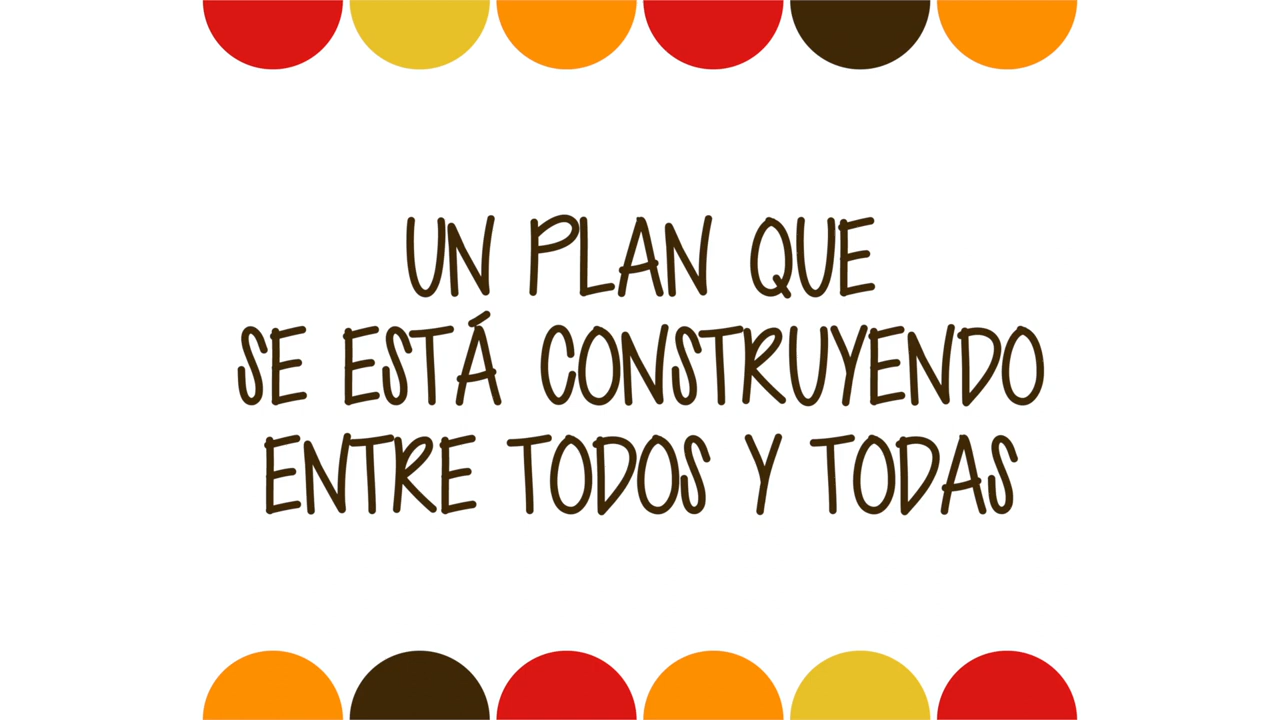 UN PLAN QUE
SE ESTÁ CONSTRUYENDO
ENTRE TODOS Y TODAS